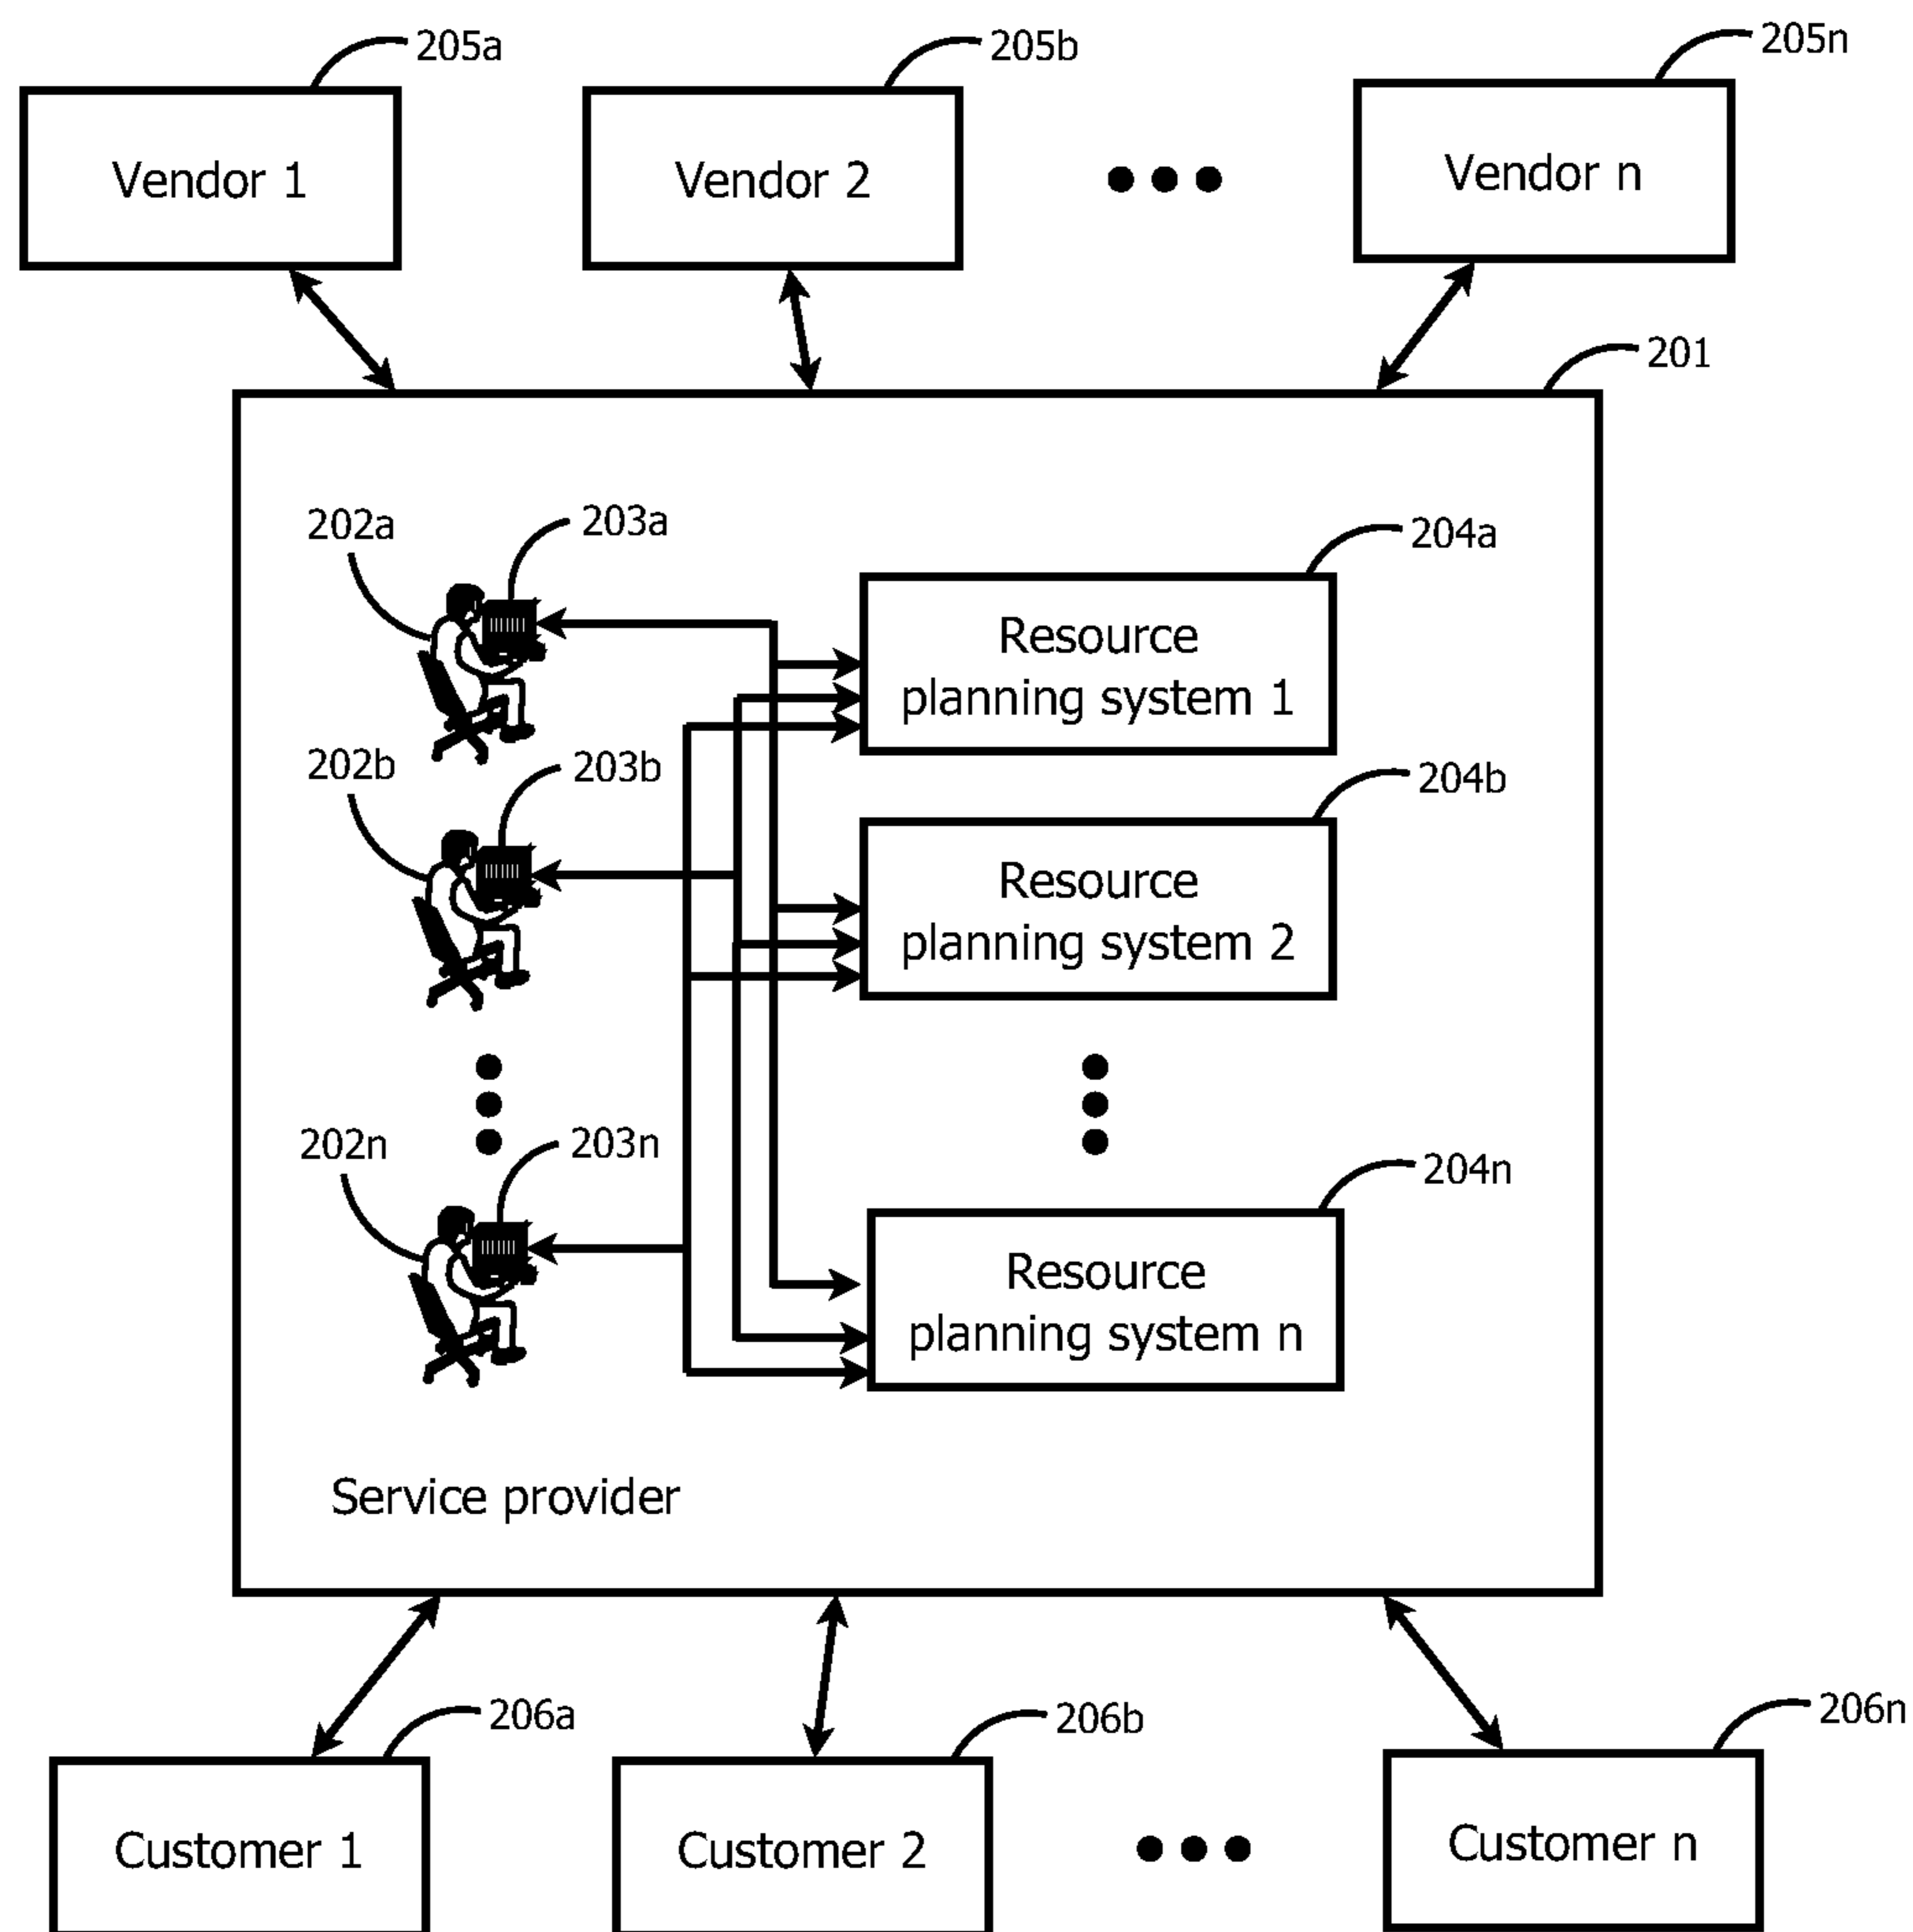 205a
205b
205n
Vendor 1
Vendor 2
Vendor n
201
202a
203a
204a
Resource
planning system 1
202b
203b
204b
Resource
planning system 2
202n
203n
204n
Resource
planning system n
Service provider
206a
206b
206n
Customer 1
Customer 2
Customer n